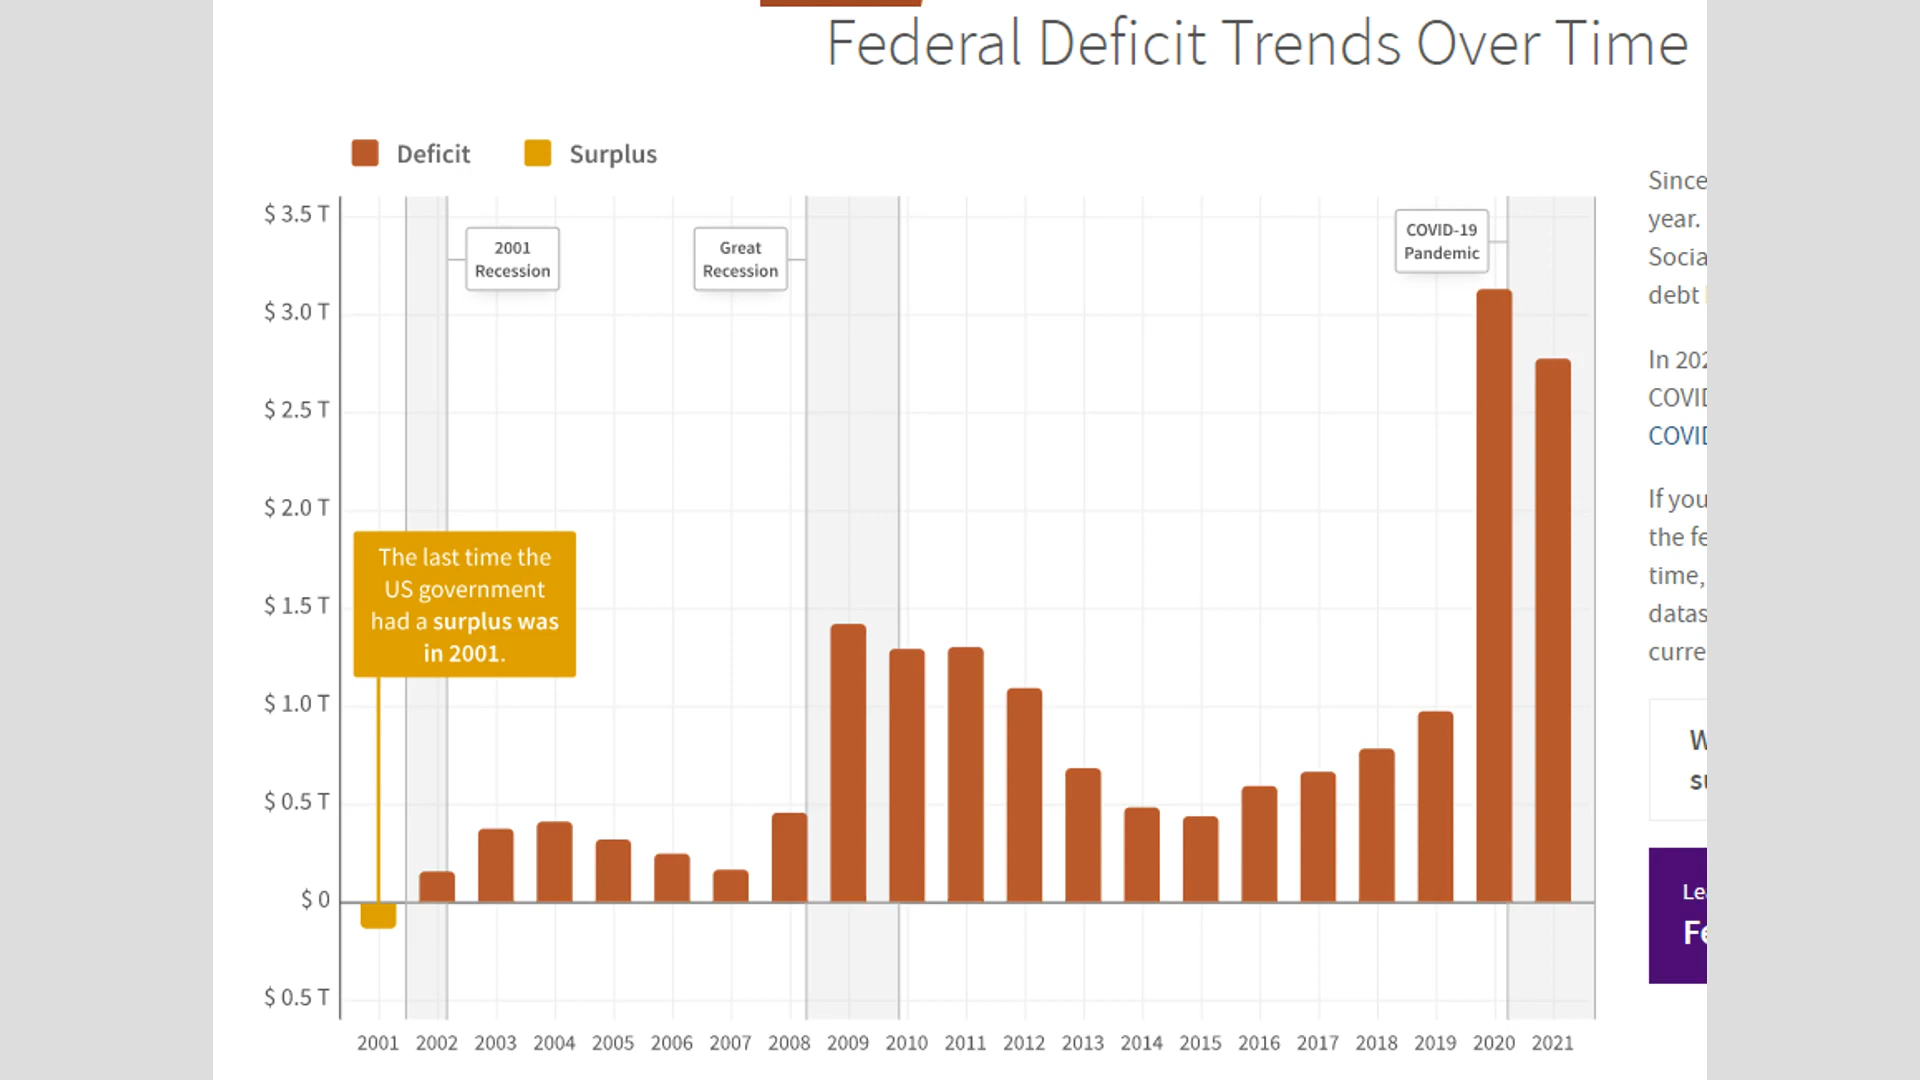 Federal Deficit Trends Over Time
Deficit
Surplus
$ 3.5 T
$ 3.0 T
$ 2.5 T
$ 2.0 T
$ 1.5 T
$ 1.0 T
$ 0.5 T
$ 0
$ 0.5 T
2001
Recession
Great
Recession
COVID-19
Pandemic
The last time the
US government
had a surplus was
in 2001.
2001 2002 2003 2004 2005 2006 2007 2008 2009 2010 2011 2012 2013 2014 2015 2016 2017 2018 2019 2020 2021
Since
year.
debt
If you
the
time,